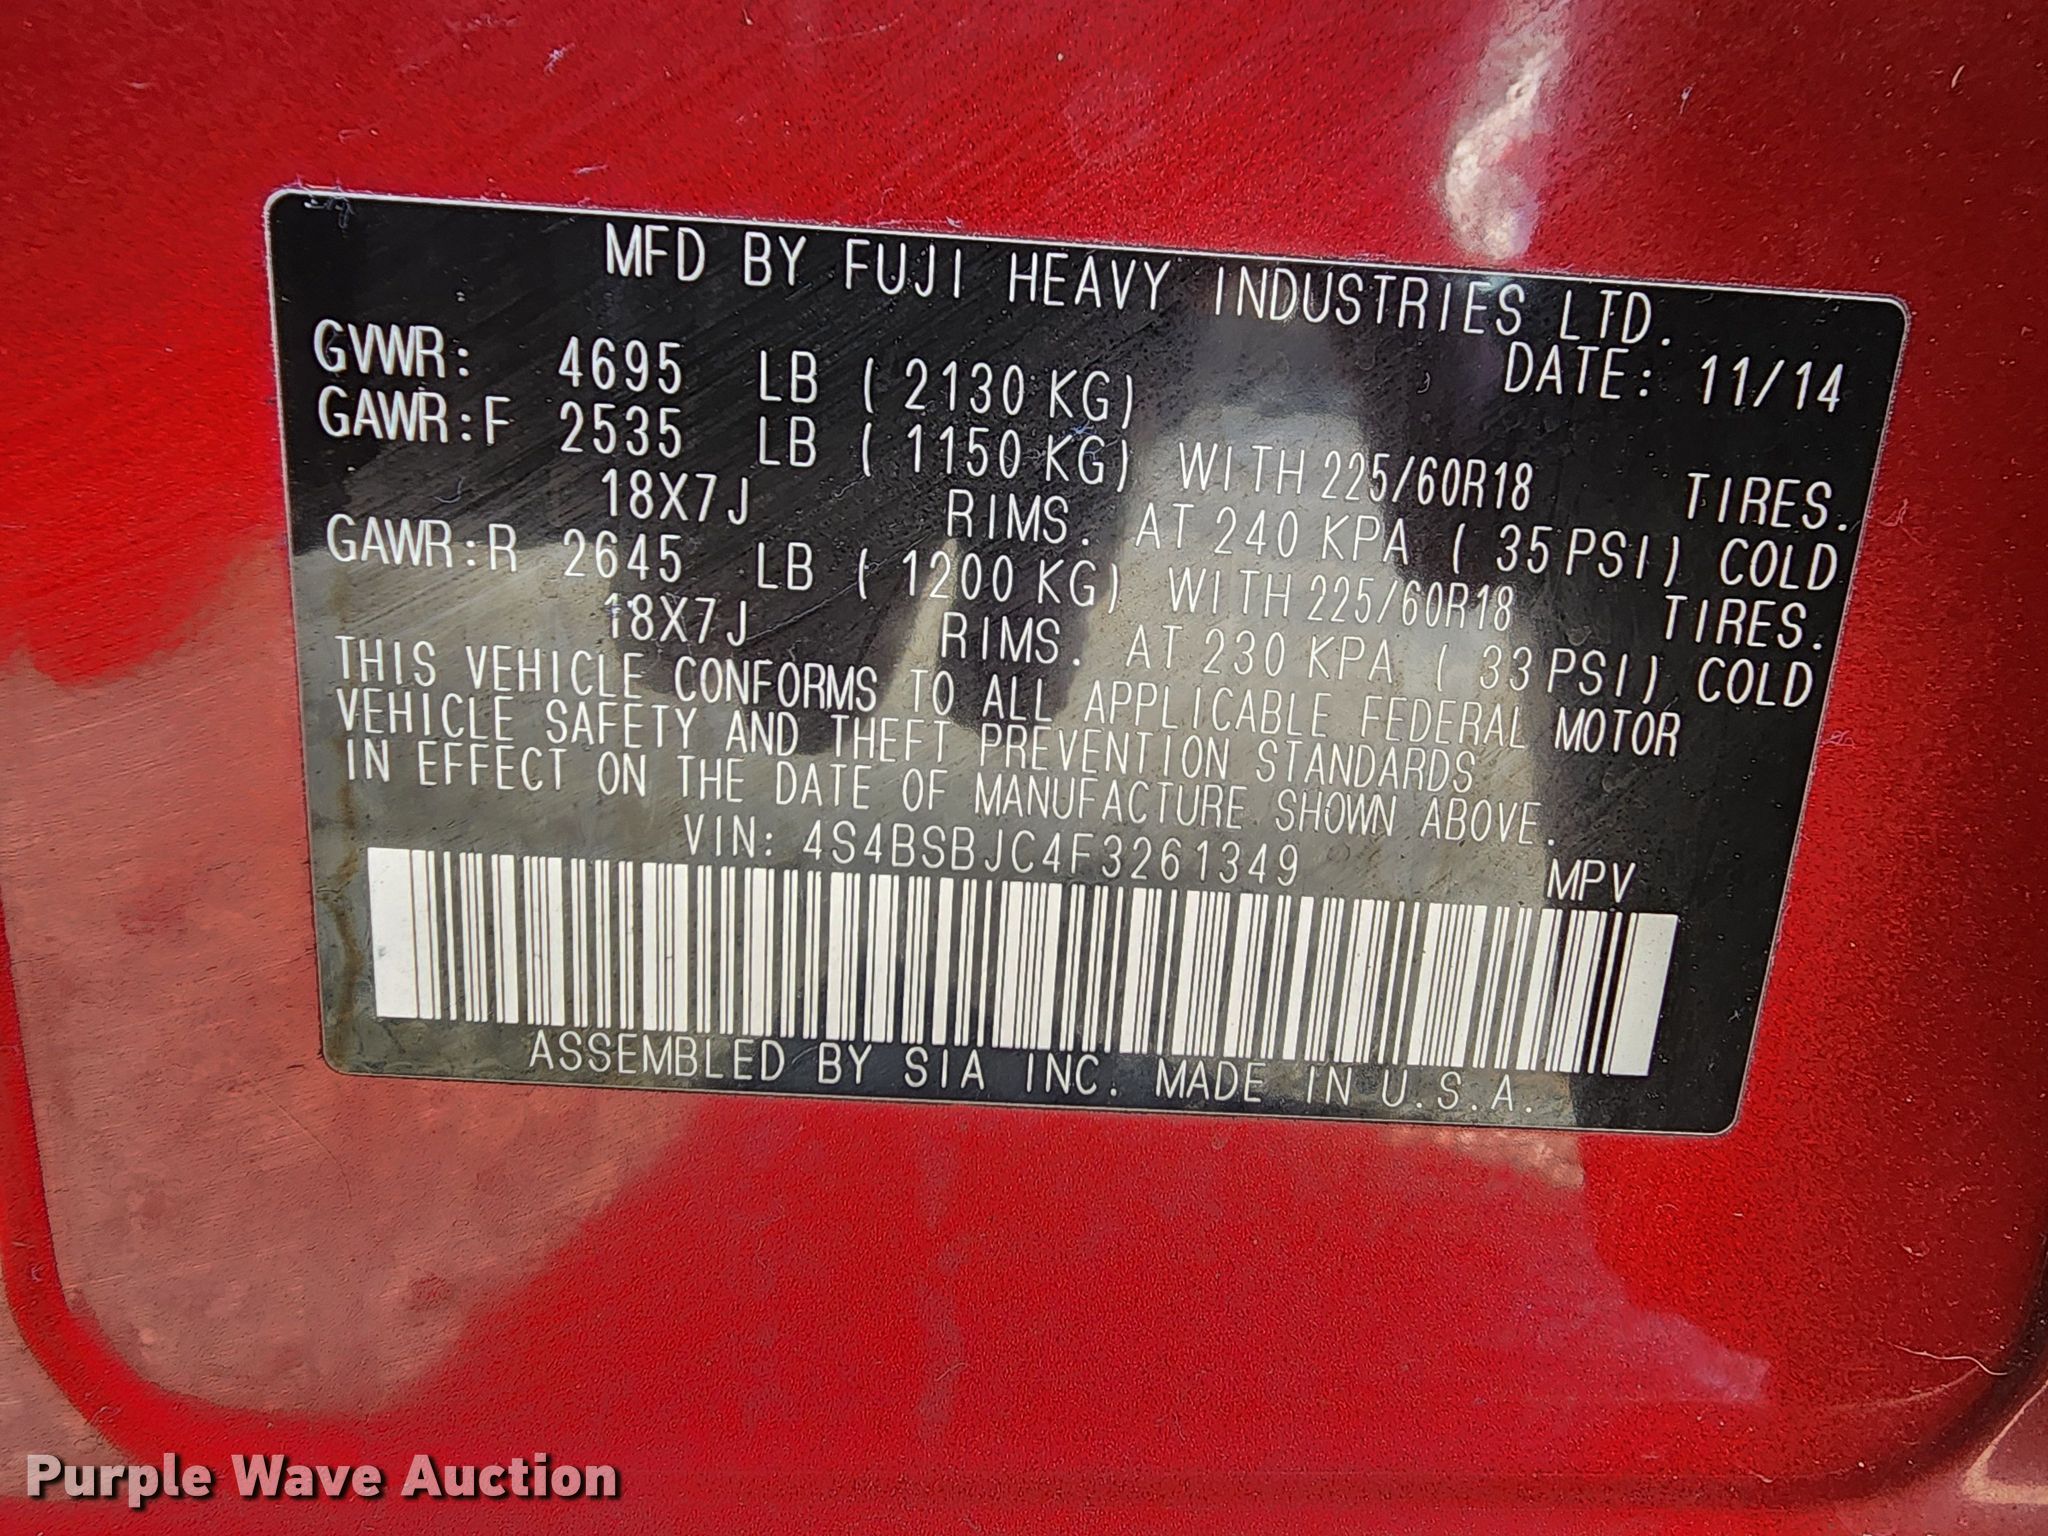 MFD BY FUJI HEAVY INDUSTRIES LTD.
DATE: 11/14
GVWR: 4695 LB ( 2130 KG)
GAWR:F 2535 LB ( 1150 KG) WITH 225/60R18 TIRES.
18X7J RIMS. AT 240 KPA ( 35 PSI) COLD
GAWR:R 2645 LB ( 1200 KG) WITH 225/60R18 TIRES.
18X7J RIMS. AT 230 KPA ( 33 PSI) COLD
THIS VEHICLE CONFORMS TO ALL APPLICABLE FEDERAL MOTOR
VEHICLE SAFETY AND THEFT PREVENTION STANDARDS
IN EFFECT ON THE DATE OF MANUFACTURE SHOWN ABOVE.
VIN: 4S4BSBJC4F3261349
MPV
ASSEMBLED BY SIA INC. MADE IN U.S.A.
Purple Wave Auction